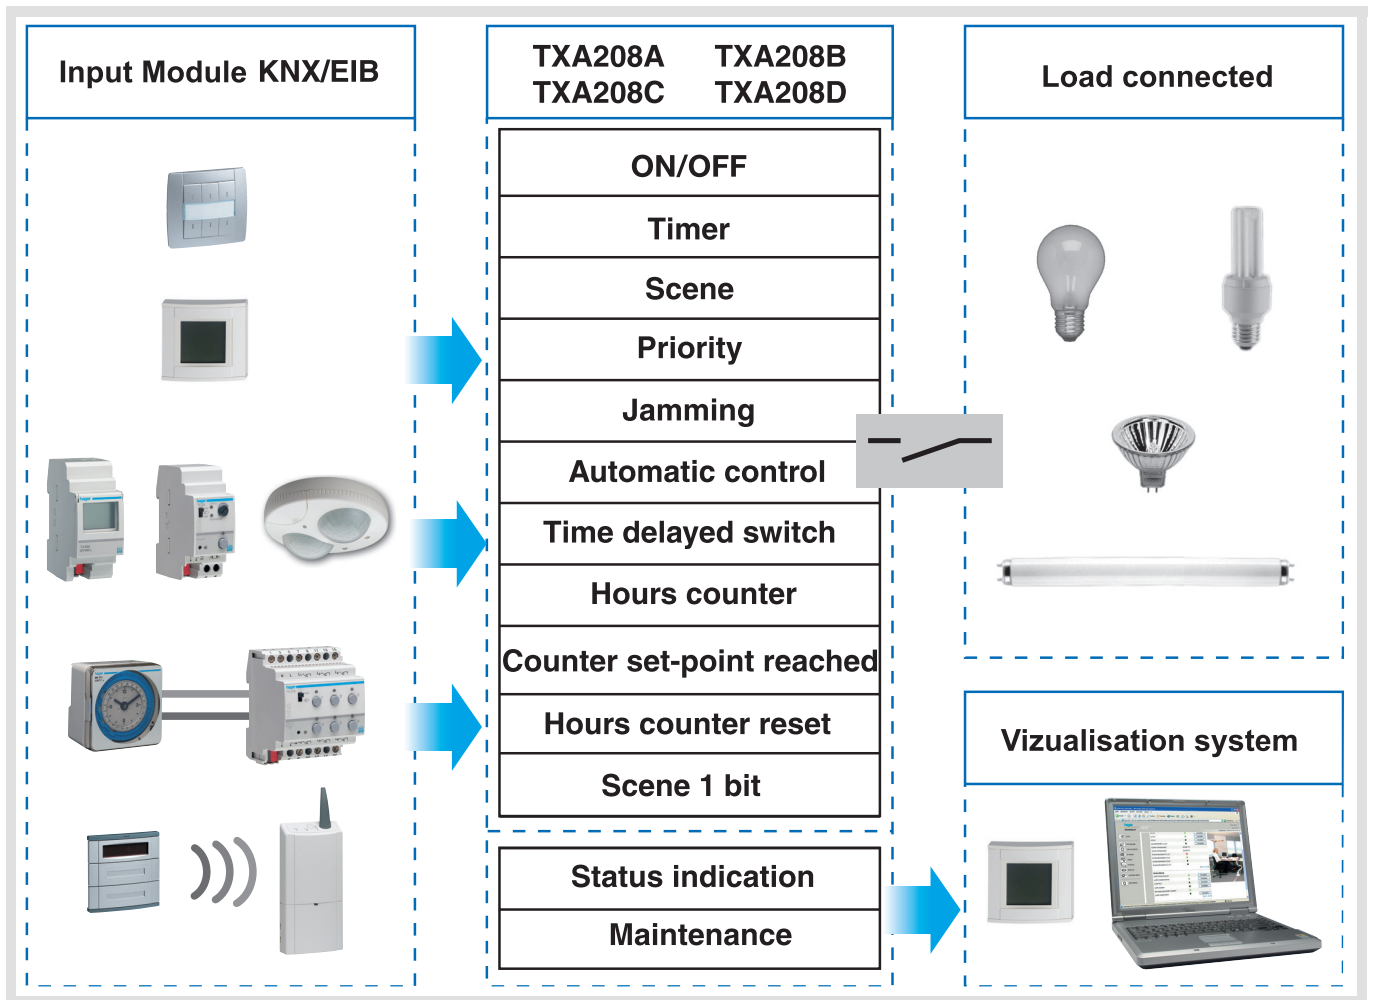 Input Module KNX/EIB
TXA208A TXA208B
TXA208C TXA208D
ON/OFF
Timer
Scene
Priority
Jamming
Automatic control
Time delayed switch
Hours counter
Counter set-point reached
Hours counter reset
Scene 1 bit
Status indication
Maintenance
Load connected
Vizualisation system